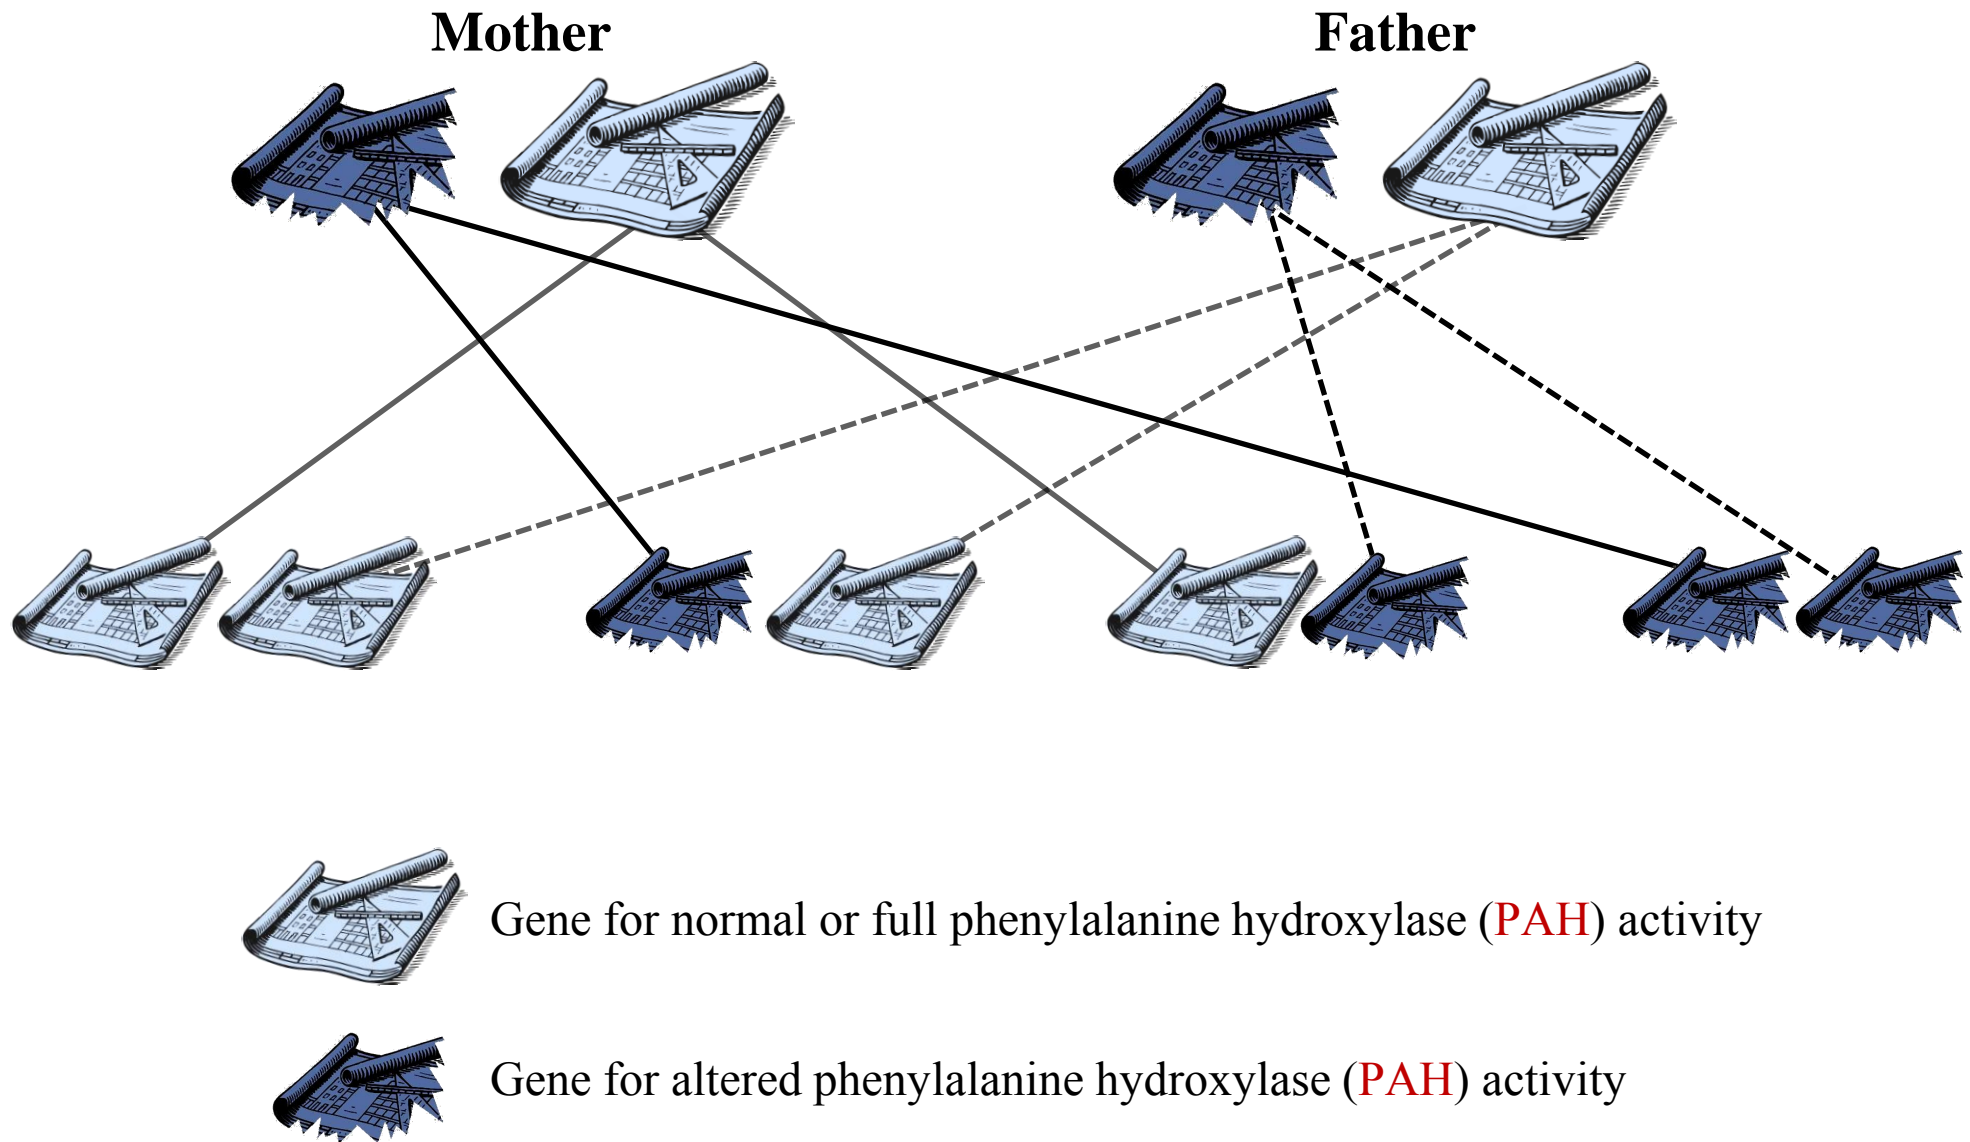 Mother
Father
Gene for normal or full phenylalanine hydroxylase (PAH) activity
Gene for altered phenylalanine hydroxylase (PAH) activity